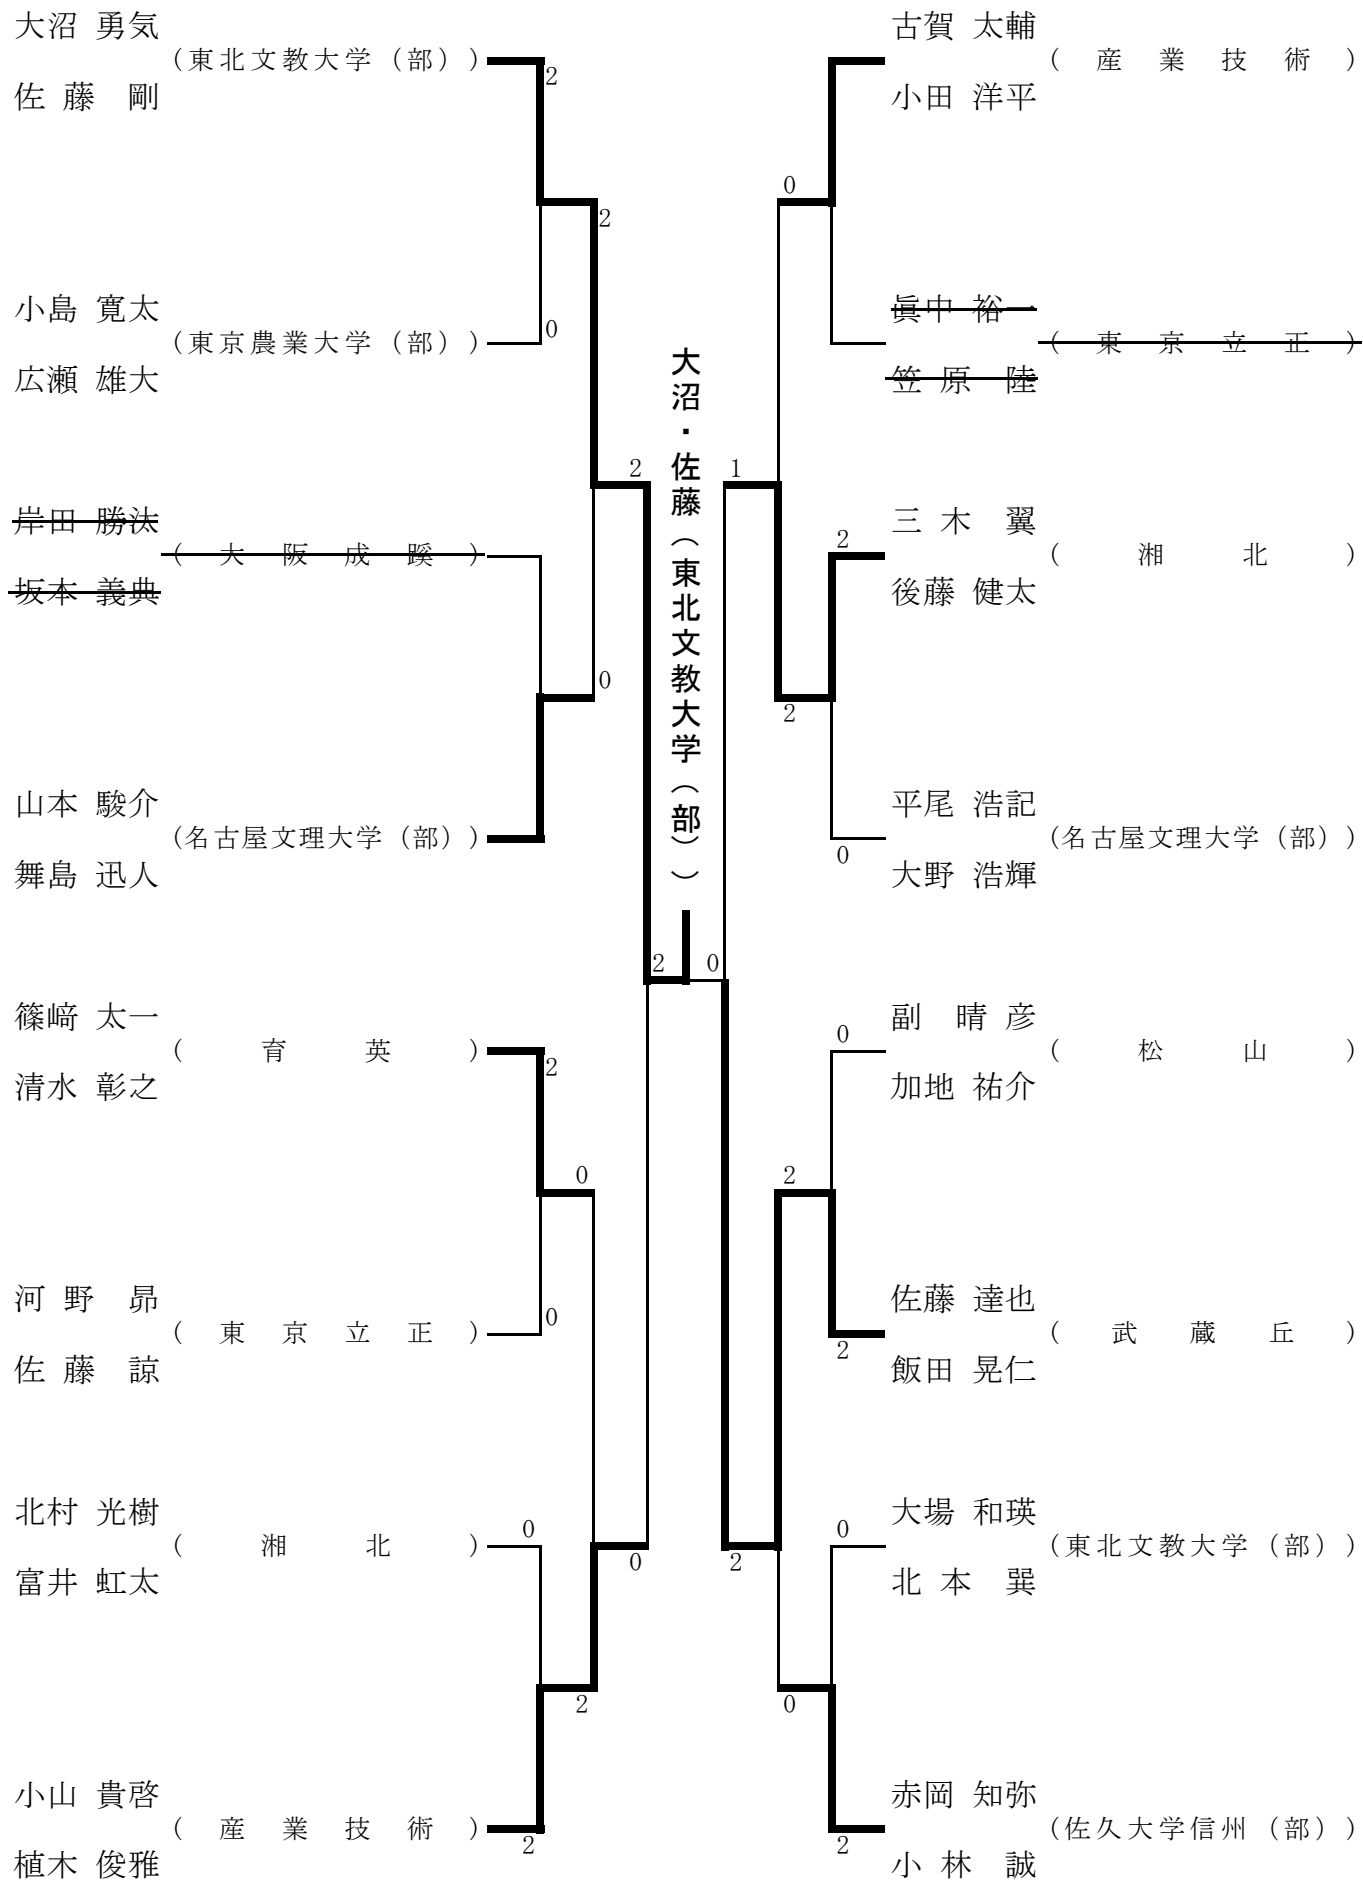 大沼 勇気
(東北文教大学（部）)
佐 藤 剛
2
2
小島 寛太
(東京農業大学（部）)
広瀬 雄大
0
岸田 勝汰
( 大 阪 成 蹊 )
坂本 義典
2
0
山本 駿介
(名古屋文理大学（部）)
舞島 迅人
2
篠﨑 太一
( 育 英 )
清水 彰之
2
0
河 野 昴
( 東 京 立 正 )
佐 藤 諒
0
北村 光樹
( 湘 北 )
富井 虹太
0
0
2
小山 貴啓
( 産 業 技 術 )
植木 俊雅
2
大沼・佐藤（東北文教大学（部））
古賀 太輔
( 産 業 技 術 )
小田 洋平
0
眞中 裕一
( 東 京 立 正 )
笠 原 陸
1
三 木 翼
( 湘 北 )
後藤 健太
2
2
平尾 浩記
(名古屋文理大学（部）)
大野 浩輝
0
0
副 晴 彦
( 松 山 )
加地 祐介
0
2
佐藤 達也
( 武 蔵 丘 )
飯田 晃仁
2
大場 和瑛
(東北文教大学（部）)
北 本 巽
0
2
0
赤岡 知弥
(佐久大学信州（部）)
小 林 誠
2